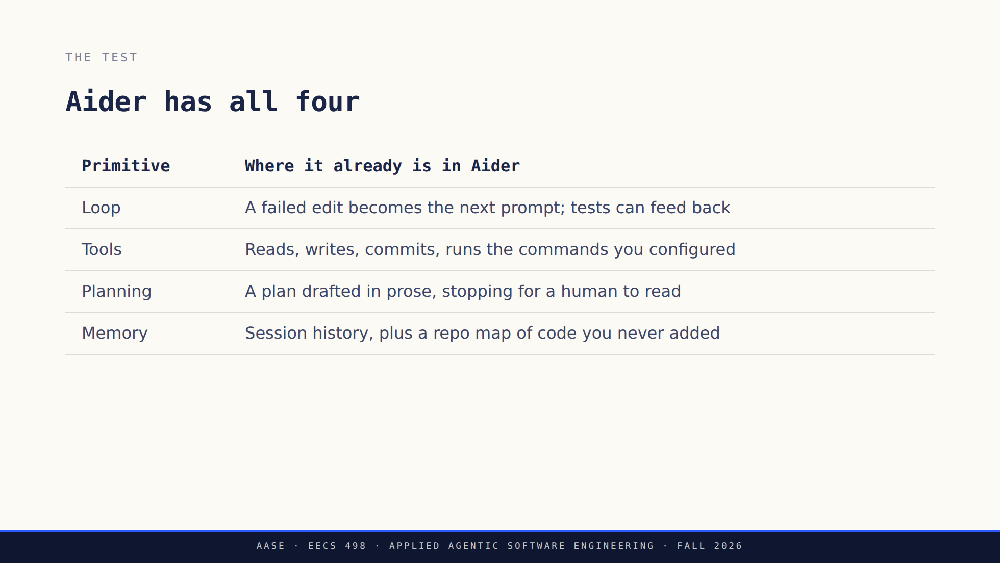 THE TEST
Aider has all four
Primitive Where it already is in Aider
Loop A failed edit becomes the next prompt; tests can feed back
Tools Reads, writes, commits, runs the commands you configured
Planning A plan drafted in prose, stopping for a human to read
Memory Session history, plus a repo map of code you never added
AASE · EECS 498 · APPLIED AGENTIC SOFTWARE ENGINEERING · FALL 2026